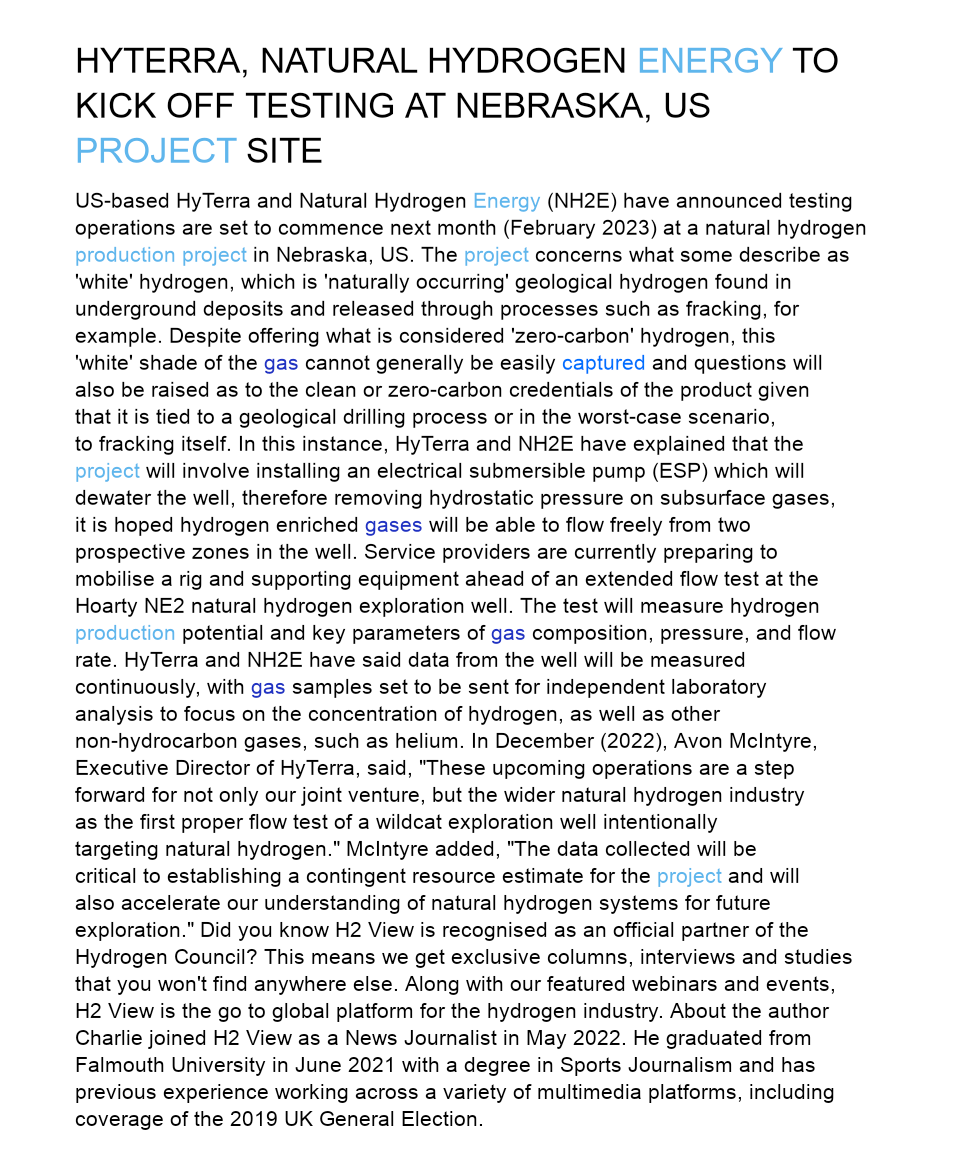 HYTERRA, NATURAL HYDROGEN ENERGY TO
KICK OFF TESTING AT NEBRASKA, US
PROJECT SITE
US-based HyTerra and Natural Hydrogen Energy (NH2E) have announced testing
operations are set to commence next month (February 2023) at a natural hydrogen
production project in Nebraska, US. The project concerns what some describe as
'white' hydrogen, which is 'naturally occurring' geological hydrogen found in
underground deposits and released through processes such as fracking, for
example. Despite offering what is considered 'zero-carbon' hydrogen, this
'white' shade of the gas cannot generally be easily captured and questions will
also be raised as to the clean or zero-carbon credentials of the product given
that it is tied to a geological drilling process or in the worst-case scenario,
to fracking itself. In this instance, HyTerra and NH2E have explained that the
project will involve installing an electrical submersible pump (ESP) which will
dewater the well, therefore removing hydrostatic pressure on subsurface gases,
it is hoped hydrogen enriched gases will be able to flow freely from two
prospective zones in the well. Service providers are currently preparing to
mobilise a rig and supporting equipment ahead of an extended flow test at the
Hoarty NE2 natural hydrogen exploration well. The test will measure hydrogen
production potential and key parameters of gas composition, pressure, and flow
rate. HyTerra and NH2E have said data from the well will be measured
continuously, with gas samples set to be sent for independent laboratory
analysis to focus on the concentration of hydrogen, as well as other
non-hydrocarbon gases, such as helium. In December (2022), Avon McIntyre,
Executive Director of HyTerra, said, "These upcoming operations are a step
forward for not only our joint venture, but the wider natural hydrogen industry
as the first proper flow test of a wildcat exploration well intentionally
targeting natural hydrogen." McIntyre added, "The data collected will be
critical to establishing a contingent resource estimate for the project and will
also accelerate our understanding of natural hydrogen systems for future
exploration." Did you know H2 View is recognised as an official partner of the
Hydrogen Council? This means we get exclusive columns, interviews and studies
that you won't find anywhere else. Along with our featured webinars and events,
H2 View is the go to global platform for the hydrogen industry. About the author
Charlie joined H2 View as a News Journalist in May 2022. He graduated from
Falmouth University in June 2021 with a degree in Sports Journalism and has
previous experience working across a variety of multimedia platforms, including
coverage of the 2019 UK General Election.